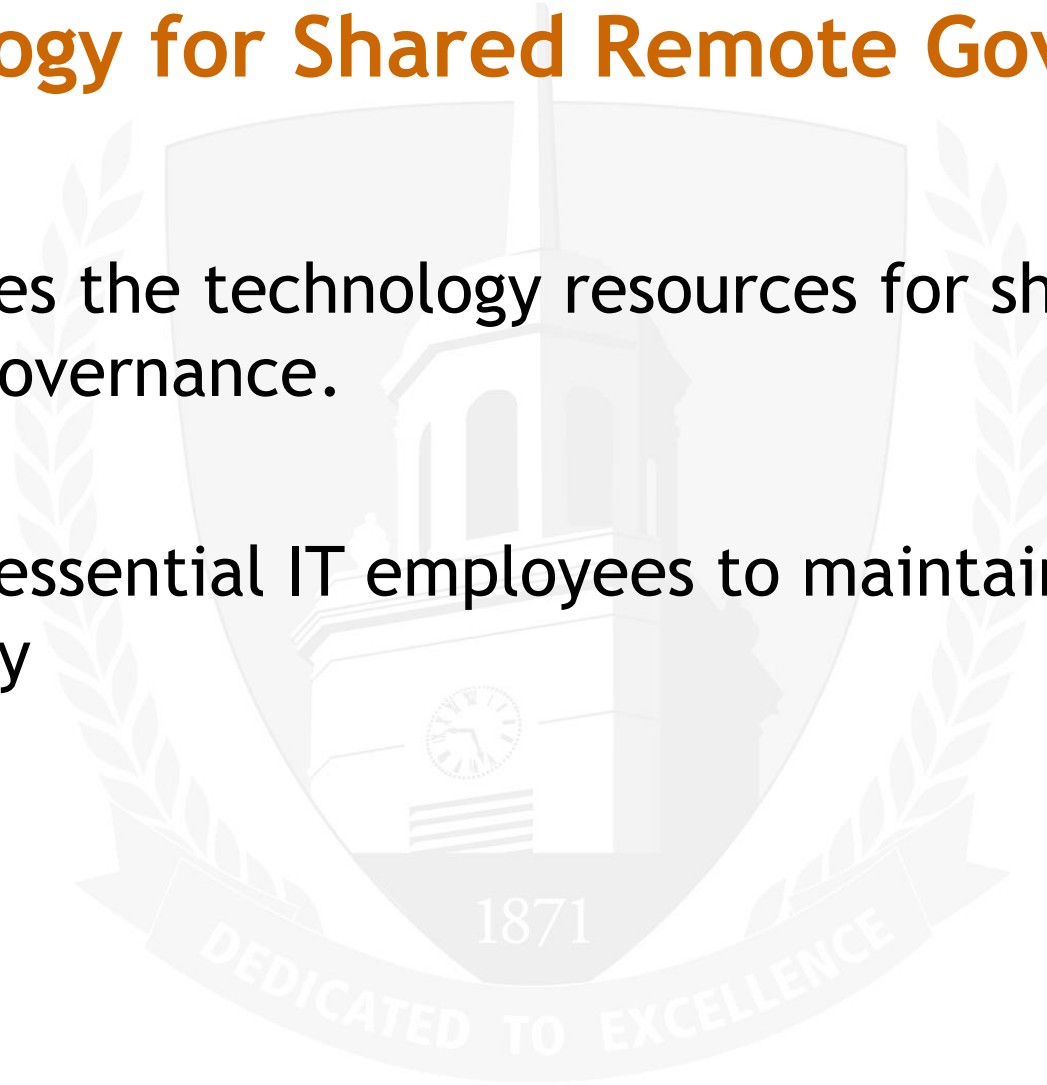 ogy for Shared Remote Gov
es the technology resources for sh
overnance.
essential IT employees to maintain
y
1871
DEDICATED TO EXCELLENCE